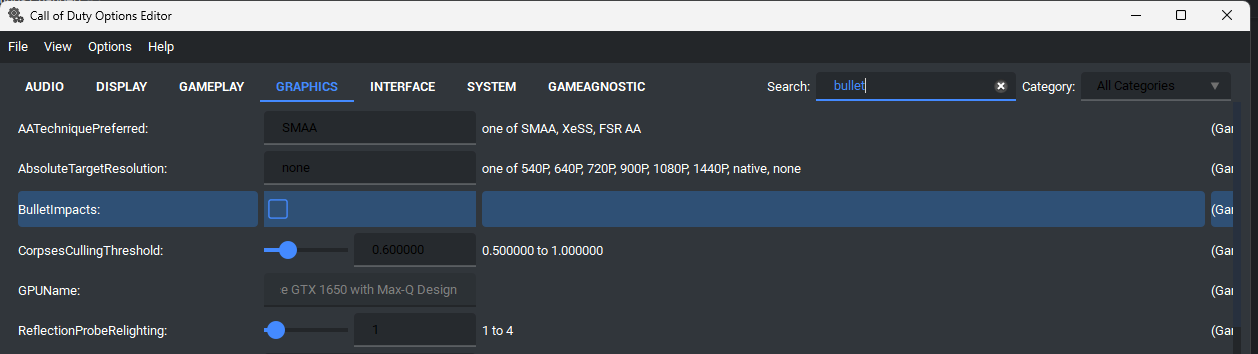 Call of Duty Options Editor
File View Options Help
AUDIO DISPLAY GAMEPLAY GRAPHICS INTERFACE SYSTEM GAMEAGNOSTIC Search: bullet Category: All Categories
AATechniquePreferred: SMAA one of SMAA, XeSS, FSR AA (Gar
AbsoluteTargetResolution: none one of 540P, 640P, 720P, 900P, 1080P, 1440P, native, none (Gar
BulletImpacts: (Gar
CorpsesCullingThreshold: 0.600000 0.500000 to 1.000000 (Gar
GPUName: e GTX 1650 with Max-Q Design (Gar
ReflectionProbeRelighting: 1 1 to 4 (Gar